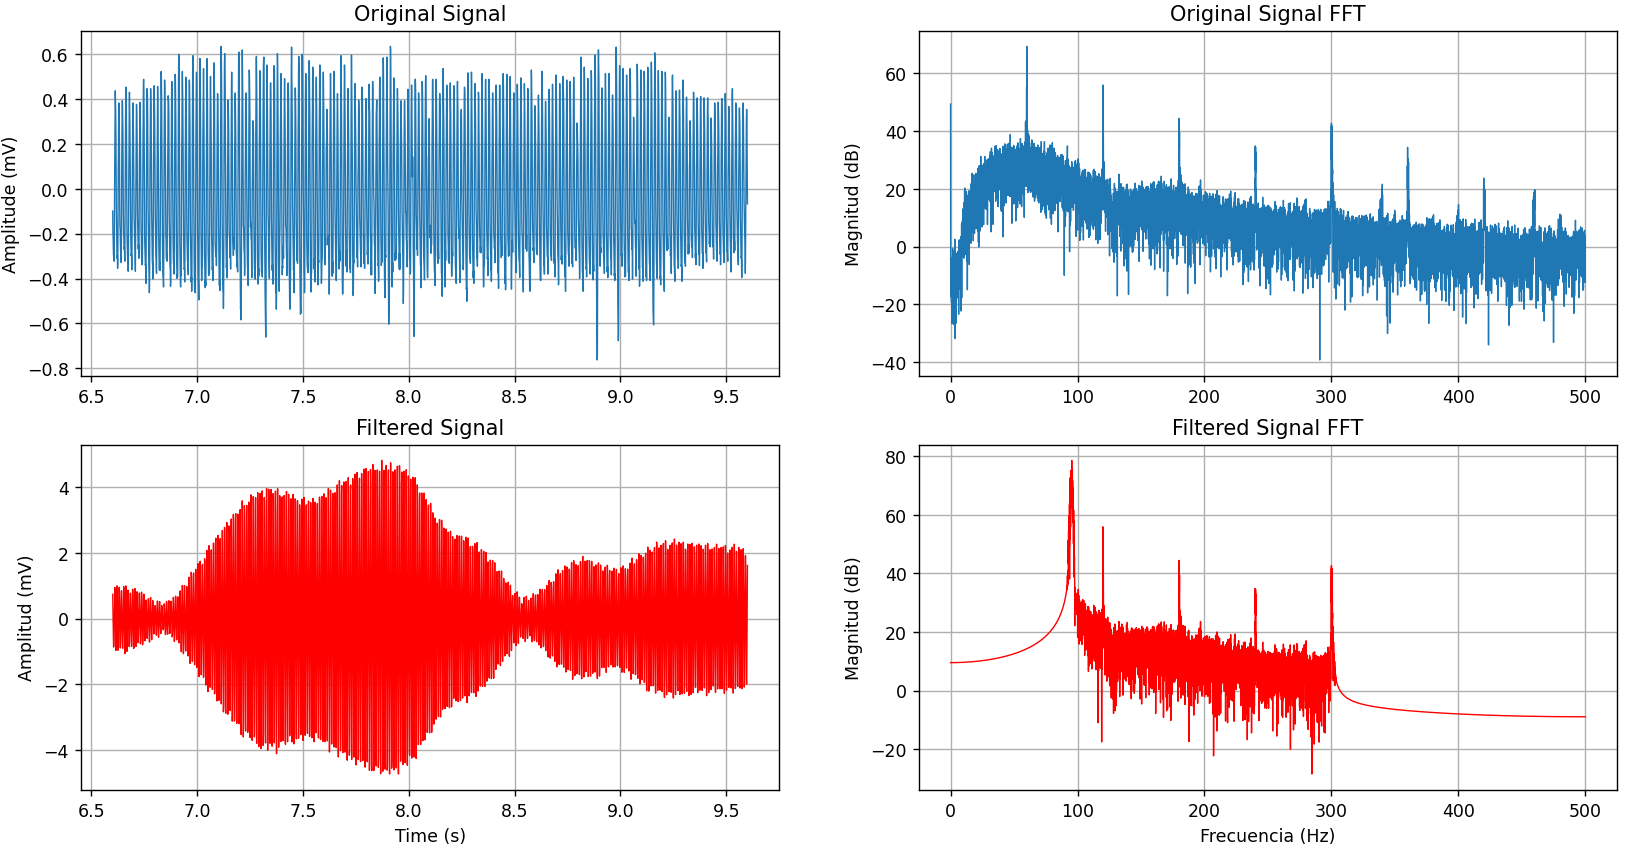 Original Signal
Amplitude (mV)
0.6
0.4
0.2
0.0
−0.2
−0.4
−0.6
−0.8
6.5 7.0 7.5 8.0 8.5 9.0 9.5
Original Signal FFT
Magnitud (dB)
60
40
20
0
−20
−40
0 100 200 300 400 500
Filtered Signal
Amplitud (mV)
4
2
0
−2
−4
6.5 7.0 7.5 8.0 8.5 9.0 9.5
Time (s)
Filtered Signal FFT
Magnitud (dB)
80
60
40
20
0
−20
0 100 200 300 400 500
Frecuencia (Hz)